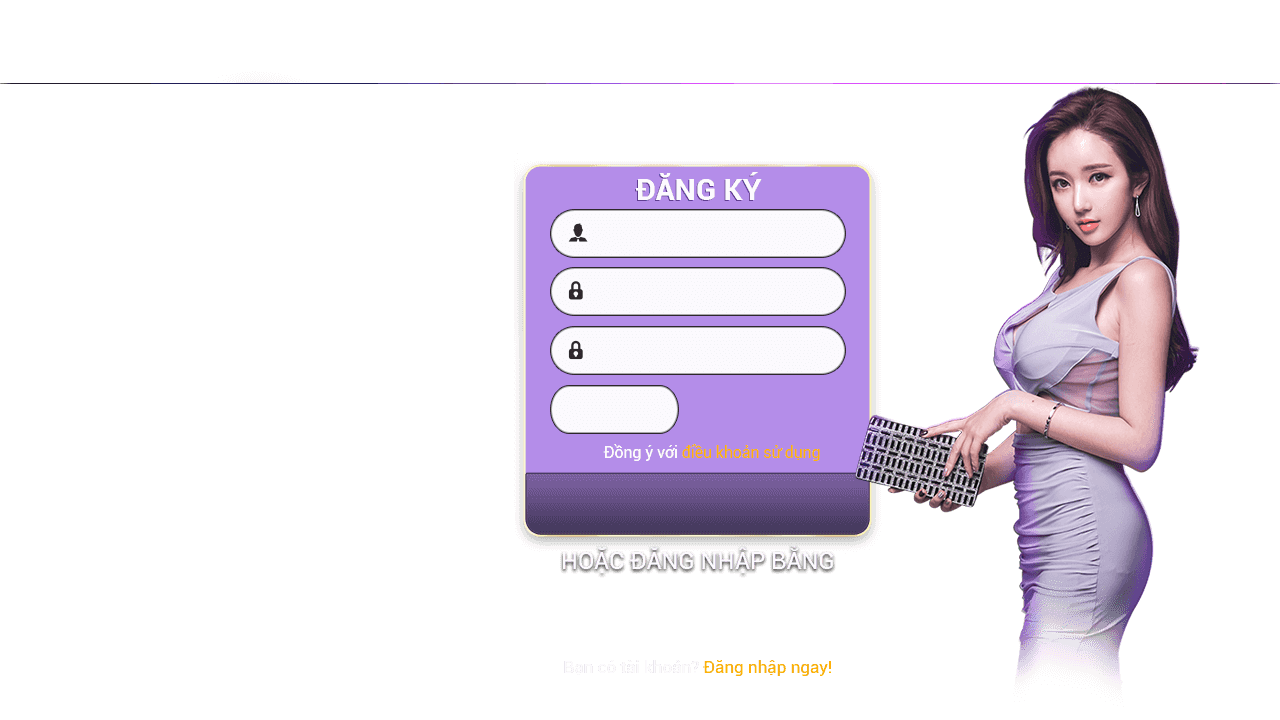 ĐĂNG KÝ
Đồng ý với điều khoản sử dụng
HOẶC ĐĂNG NHẬP BẰNG
Bạn có tài khoản? Đăng nhập ngay!